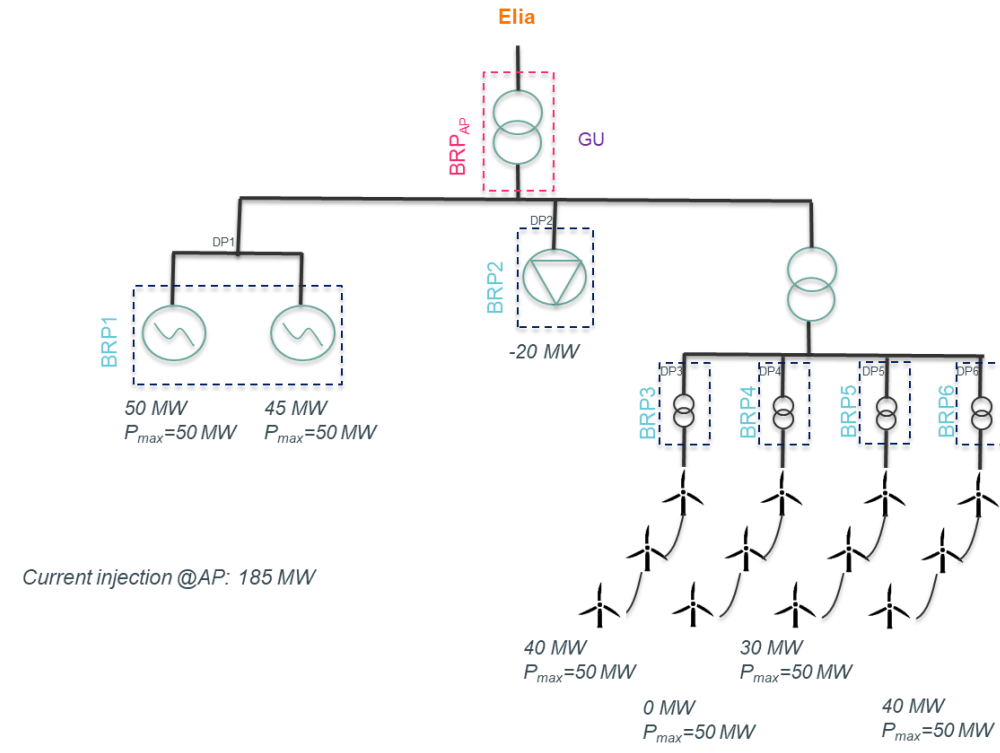 Elia
BRPAP
GU
DP1
DP2
BRP1
BRP2
-20 MW
DP3
DP4
DP5
DP6
BRP3
BRP4
BRP5
BRP6
50 MW
Pmax=50 MW
45 MW
Pmax=50 MW
Current injection @AP: 185 MW
40 MW
Pmax=50 MW
0 MW
Pmax=50 MW
30 MW
Pmax=50 MW
40 MW
Pmax=50 MW